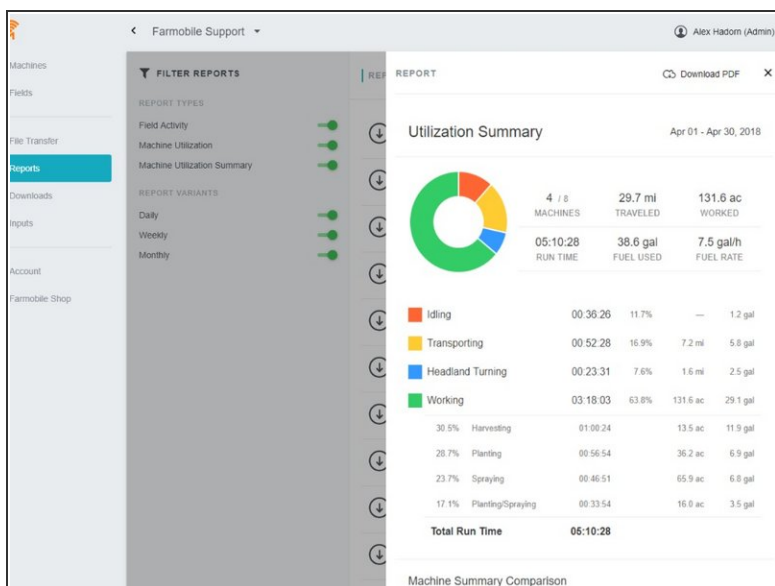 Farmobile Support
Alex Hadorn (Admin)
Machines
Fields
File Transfer
Reports
Downloads
Inputs
Account
Farmobile Shop
FILTER REPORTS
REPORT TYPES
Field Activity
Machine Utilization
Machine Utilization Summary
REPORT VARIANTS
Daily
Weekly
Monthly
REP
REPORT
Download PDF
Utilization Summary
Apr 01 - Apr 30, 2018
4 / 8 29.7 mi 131.6 ac
MACHINES TRAVELED WORKED
05:10:28 38.6 gal 7.5 gal/h
RUN TIME FUEL USED FUEL RATE
Idling 00:36:26 11.7% — 1.2 gal
Transporting 00:52:28 16.9% 7.2 mi 5.8 gal
Headland Turning 00:23:31 7.6% 1.6 mi 2.5 gal
Working 03:18:03 63.8% 131.6 ac 29.1 gal
30.5% Harvesting 01:00:24 13.5 ac 11.9 gal
28.7% Planting 00:56:54 36.2 ac 6.9 gal
23.7% Spraying 00:46:51 65.9 ac 6.8 gal
17.1% Planting/Spraying 00:33:54 16.0 ac 3.5 gal
Total Run Time 05:10:28
Machine Summary Comparison